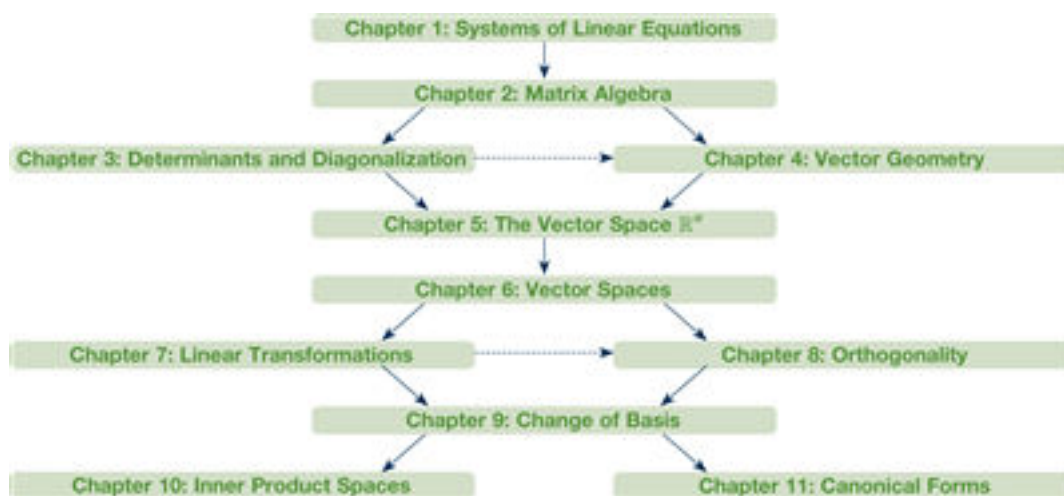 Chapter 1: Systems of Linear Equations
Chapter 2: Matrix Algebra
Chapter 3: Determinants and Diagonalization
Chapter 4: Vector Geometry
Chapter 5: The Vector Space ℝⁿ
Chapter 6: Vector Spaces
Chapter 7: Linear Transformations
Chapter 8: Orthogonality
Chapter 9: Change of Basis
Chapter 10: Inner Product Spaces
Chapter 11: Canonical Forms